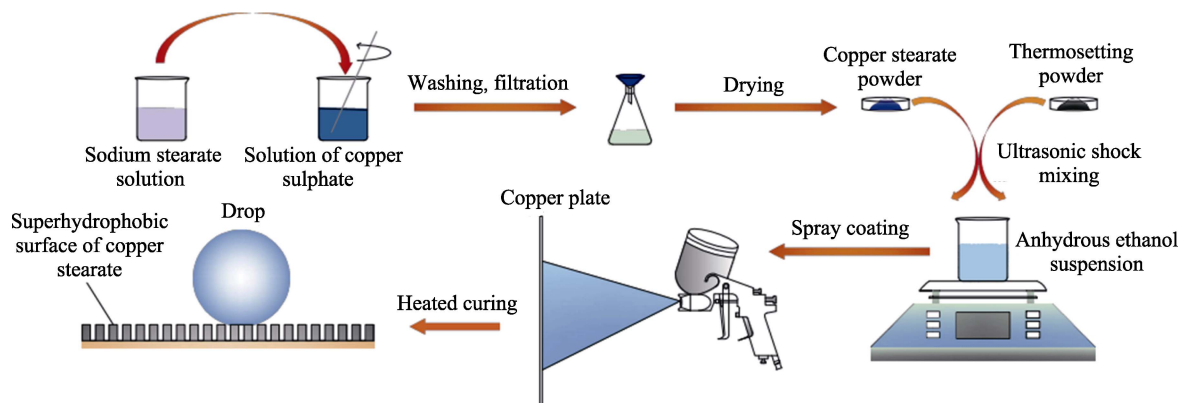 Sodium stearate
solution
Solution of copper
sulphate
Washing, filtration
Drying
Copper stearate
powder
Thermosetting
powder
Ultrasonic shock
mixing
Anhydrous ethanol
suspension
Spray coating
Copper plate
Heated curing
Drop
Superhydrophobic
surface of copper
stearate